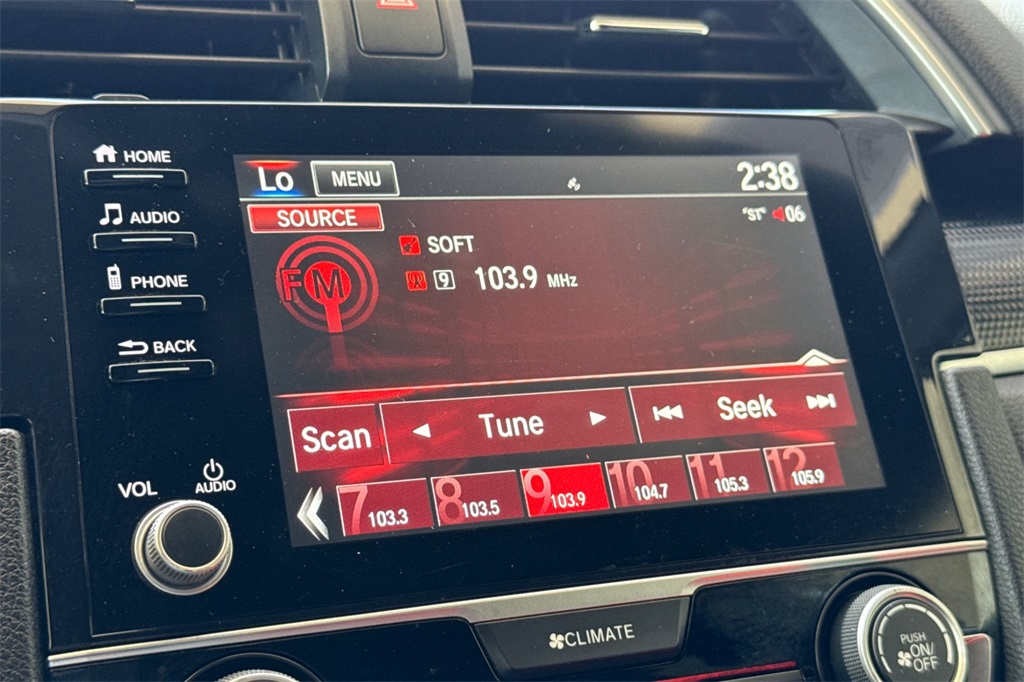 HOME
AUDIO
PHONE
BACK
VOL
AUDIO
Lo MENU 2:38
SOURCE "ST" 06
FM
SOFT
9 103.9 MHz
Scan Tune Seek
7 103.3 8 103.5 9 103.9 10 104.7 11 105.3 12 105.9
CLIMATE
PUSH
ON/
OFF